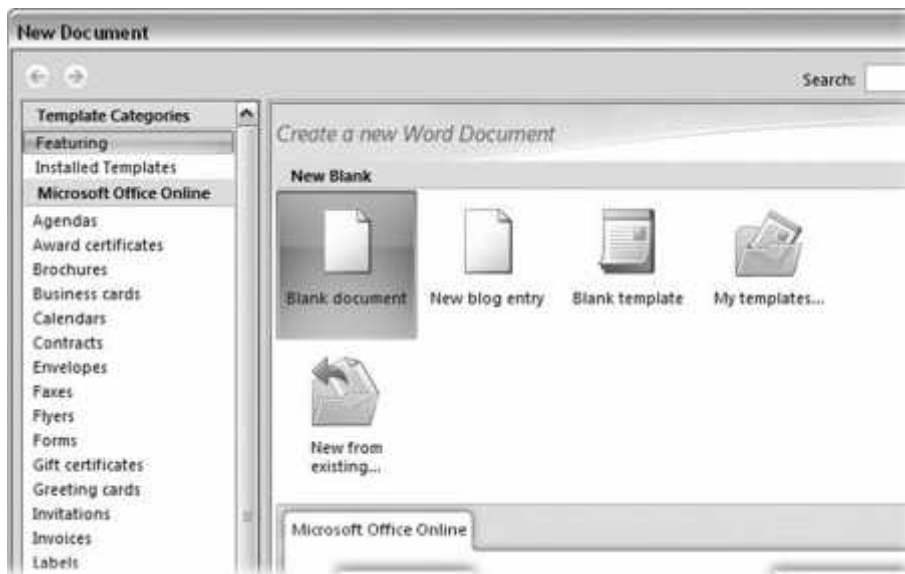 New Document
Search:
Template Categories
Featuring
Installed Templates
Microsoft Office Online
Agendas
Award certificates
Brochures
Business cards
Calendars
Contracts
Envelopes
Faxes
Flyers
Forms
Gift certificates
Greeting cards
Invitations
Invoices
Labels
Create a new Word Document
New Blank
Blank document
New blog entry
Blank template
My templates...
New from
existing...
Microsoft Office Online